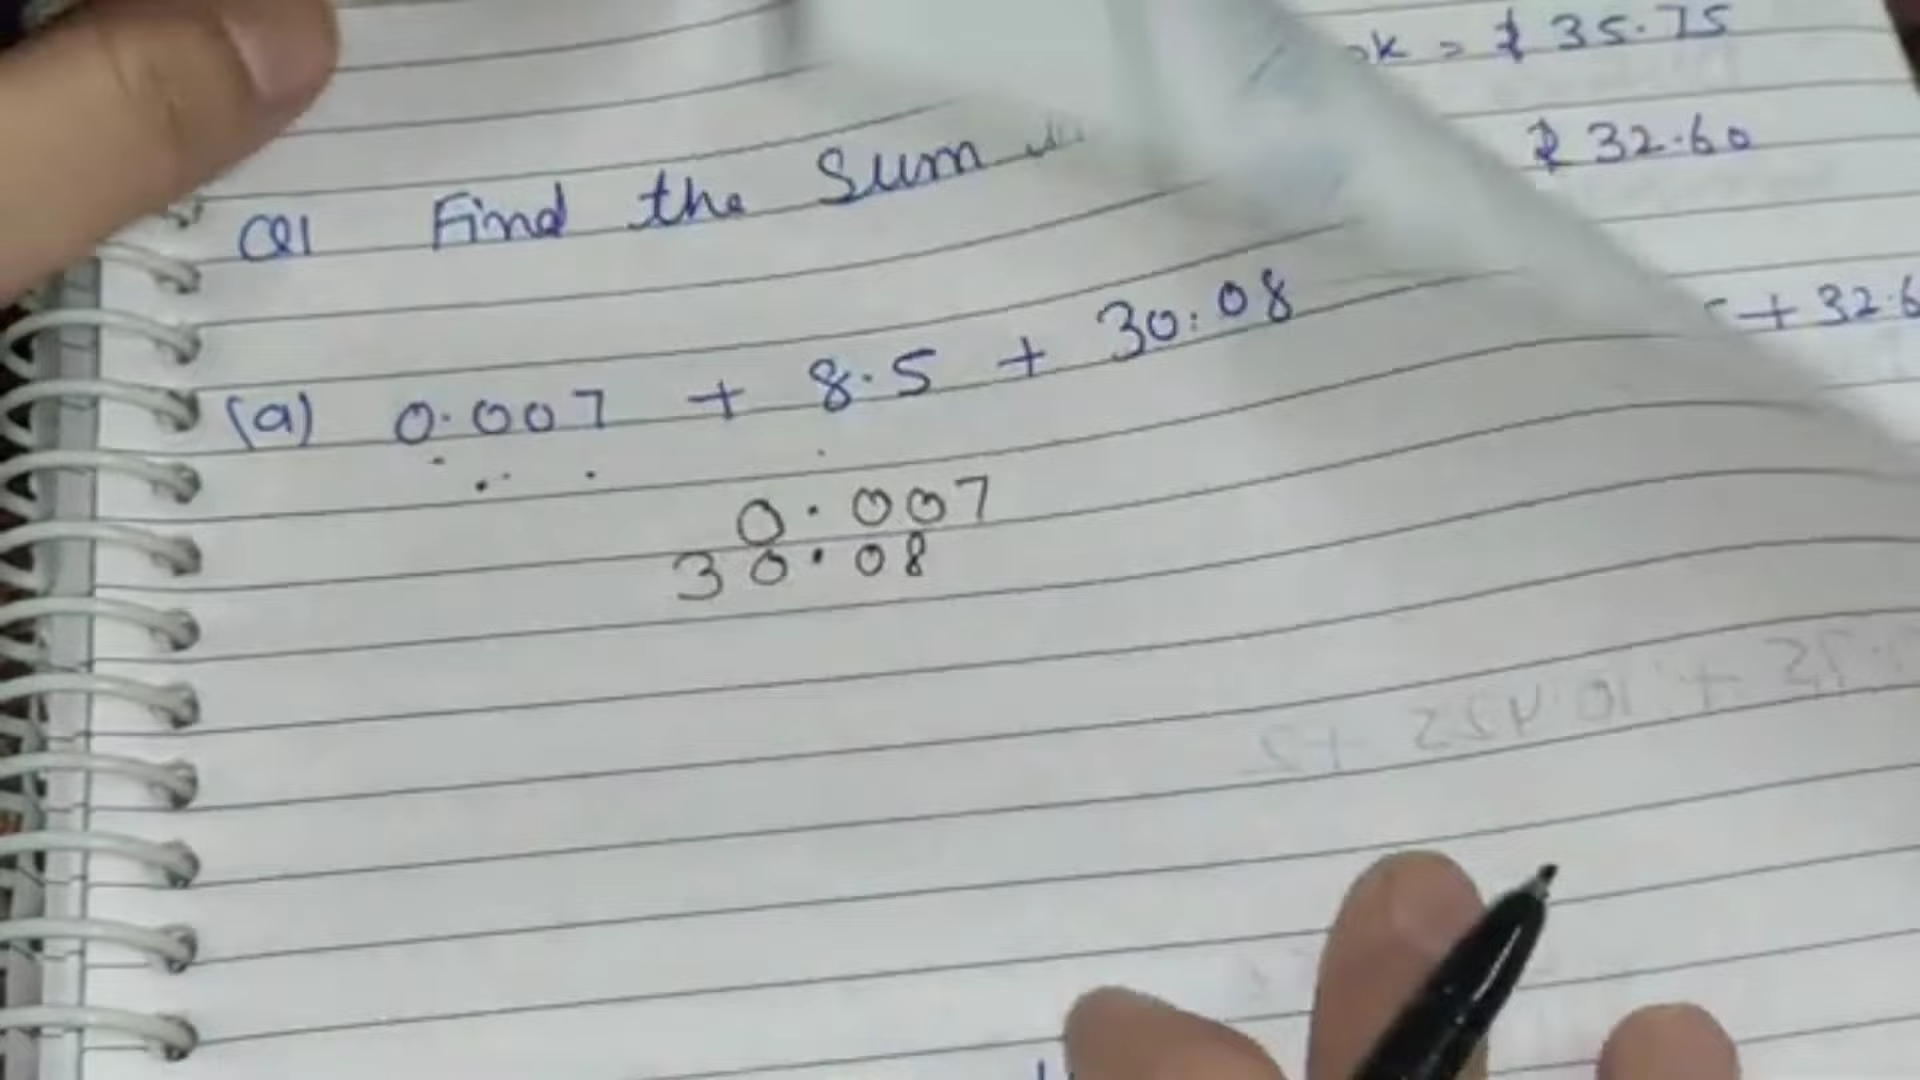 = $ 35.75
$ 32.60
Q1 Find the Sum
+ 32.6
(a) 0.007 + 8.5 + 30.08
0.007
30.08